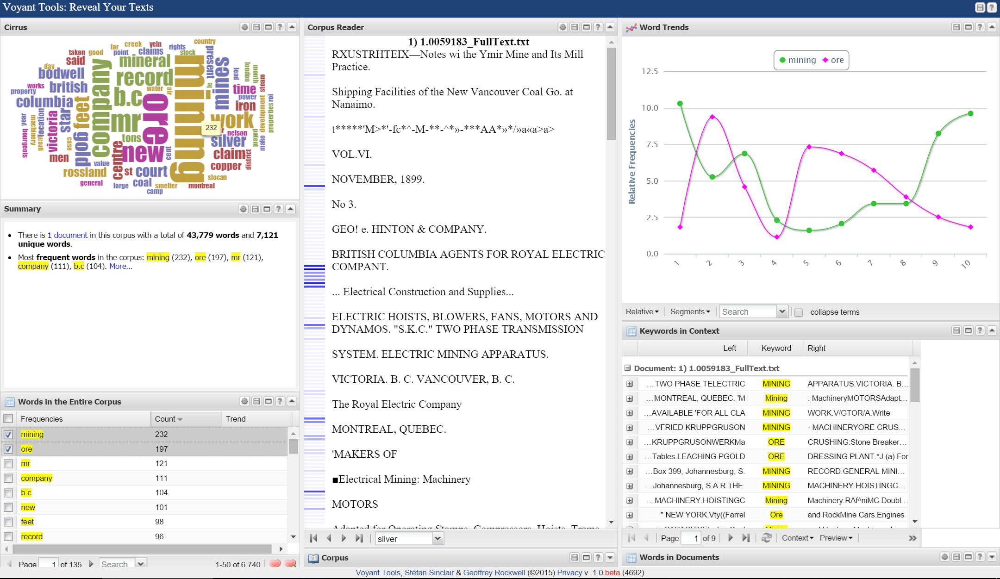 Voyant Tools: Reveal Your Texts
Cirrus
country
creek
vein
far
rights
taken
good
point
claims
stock
present
said
mineral
mining
mines
day
bodwell
company
record
lead
london
month
steam
works
british
water
air
le
time
property
columbia
feet
b.c
ore
power
iron
roi
year
machinery
location
victoria
star
mr
work
development
properties
232
bourgeois
great
case
gold
tons
nelson
patent
make
new
cent
silver
men
value
centre
claim
district
rossland
st
court
copper
slocan
general
large
coal
smelter
montreal
camp
Summary
There is 1 document in this corpus with a total of 43,779 words and 7,121
unique words.
Most frequent words in the corpus: mining (232), ore (197), mr (121),
company (111), b.c (104). More...
Words in the Entire Corpus
Frequencies Count Trend
mining 232
ore 197
mr 121
company 111
b.c 104
new 101
feet 98
record 96
Page 1 of 135 Search 1-50 of 6,740
Corpus Reader
1) 1.0059183_FullText.txt
RXUSTRHTEIX—Notes wi the Ymir Mine and Its Mill
Practice.
Shipping Facilities of the New Vancouver Coal Go. at
Nanaimo.
t*****'M>*'-fc*^-M-**-^*»-***AA*»*/»a«a>a>
VOL.VI.
NOVEMBER, 1899.
No 3.
GEO! e. HINTON & COMPANY.
BRITISH COLUMBIA AGENTS FOR ROYAL ELECTRIC
COMPANT.
... Electrical Construction and Supplies...
ELECTRIC HOISTS, BLOWERS, FANS, MOTORS AND
DYNAMOS. "S.K.C." TWO PHASE TRANSMISSION
SYSTEM. ELECTRIC MINING APPARATUS.
VICTORIA. B. C. VANCOUVER, B. C.
The Royal Electric Company
MONTREAL, QUEBEC.
'MAKERS OF
■Electrical Mining: Machinery
MOTORS
Adapted for Operating Stamps, Compressors, Hoists, Trams
silver
Corpus
Word Trends
mining ore
12.5
10.0
7.5
5.0
2.5
0.0
Relative Frequencies
1 2 3 4 5 6 7 8 9 10
Relative Segments Search collapse terms
Keywords in Context
Left Keyword Right
Document: 1) 1.0059183_FullText.txt
…TWO PHASE TELECTRIC MINING APPARATUS.VICTORIA. B…
…MONTREAL, QUEBEC. 'M Mining : MachineryMOTORSAdapt…
…AVAILABLE 'FOR ALL CLA MINING WORK.V/GTOR/A.Write
…VFRIED KRUPPGRUSON MINING - MACHINERYORE CRUS…
…KRUPPGRUSONWERKMa ORE CRUSHING:Stone Breaker…
…Tables.LEACHING PGOLD ORE DRESSING PLANT.*J (a) For
…Box 399, Johannesburg, S. MINING RECORD.GENERAL MINI…
…Johannesburg, S.A.R.THE MINING MACHINERY.HOISTINGC…
…MACHINERY.HOISTINGC Mining Machinery.RAf^niMC Doubl…
" NEW YORK.Vty((Farrel Ore and RockMine Cars.Engines
Page 1 of 9 Context Preview
Words in Documents
Voyant Tools, Stéfan Sinclair & Geoffrey Rockwell (©2015) Privacy v. 1.0 beta (4692)